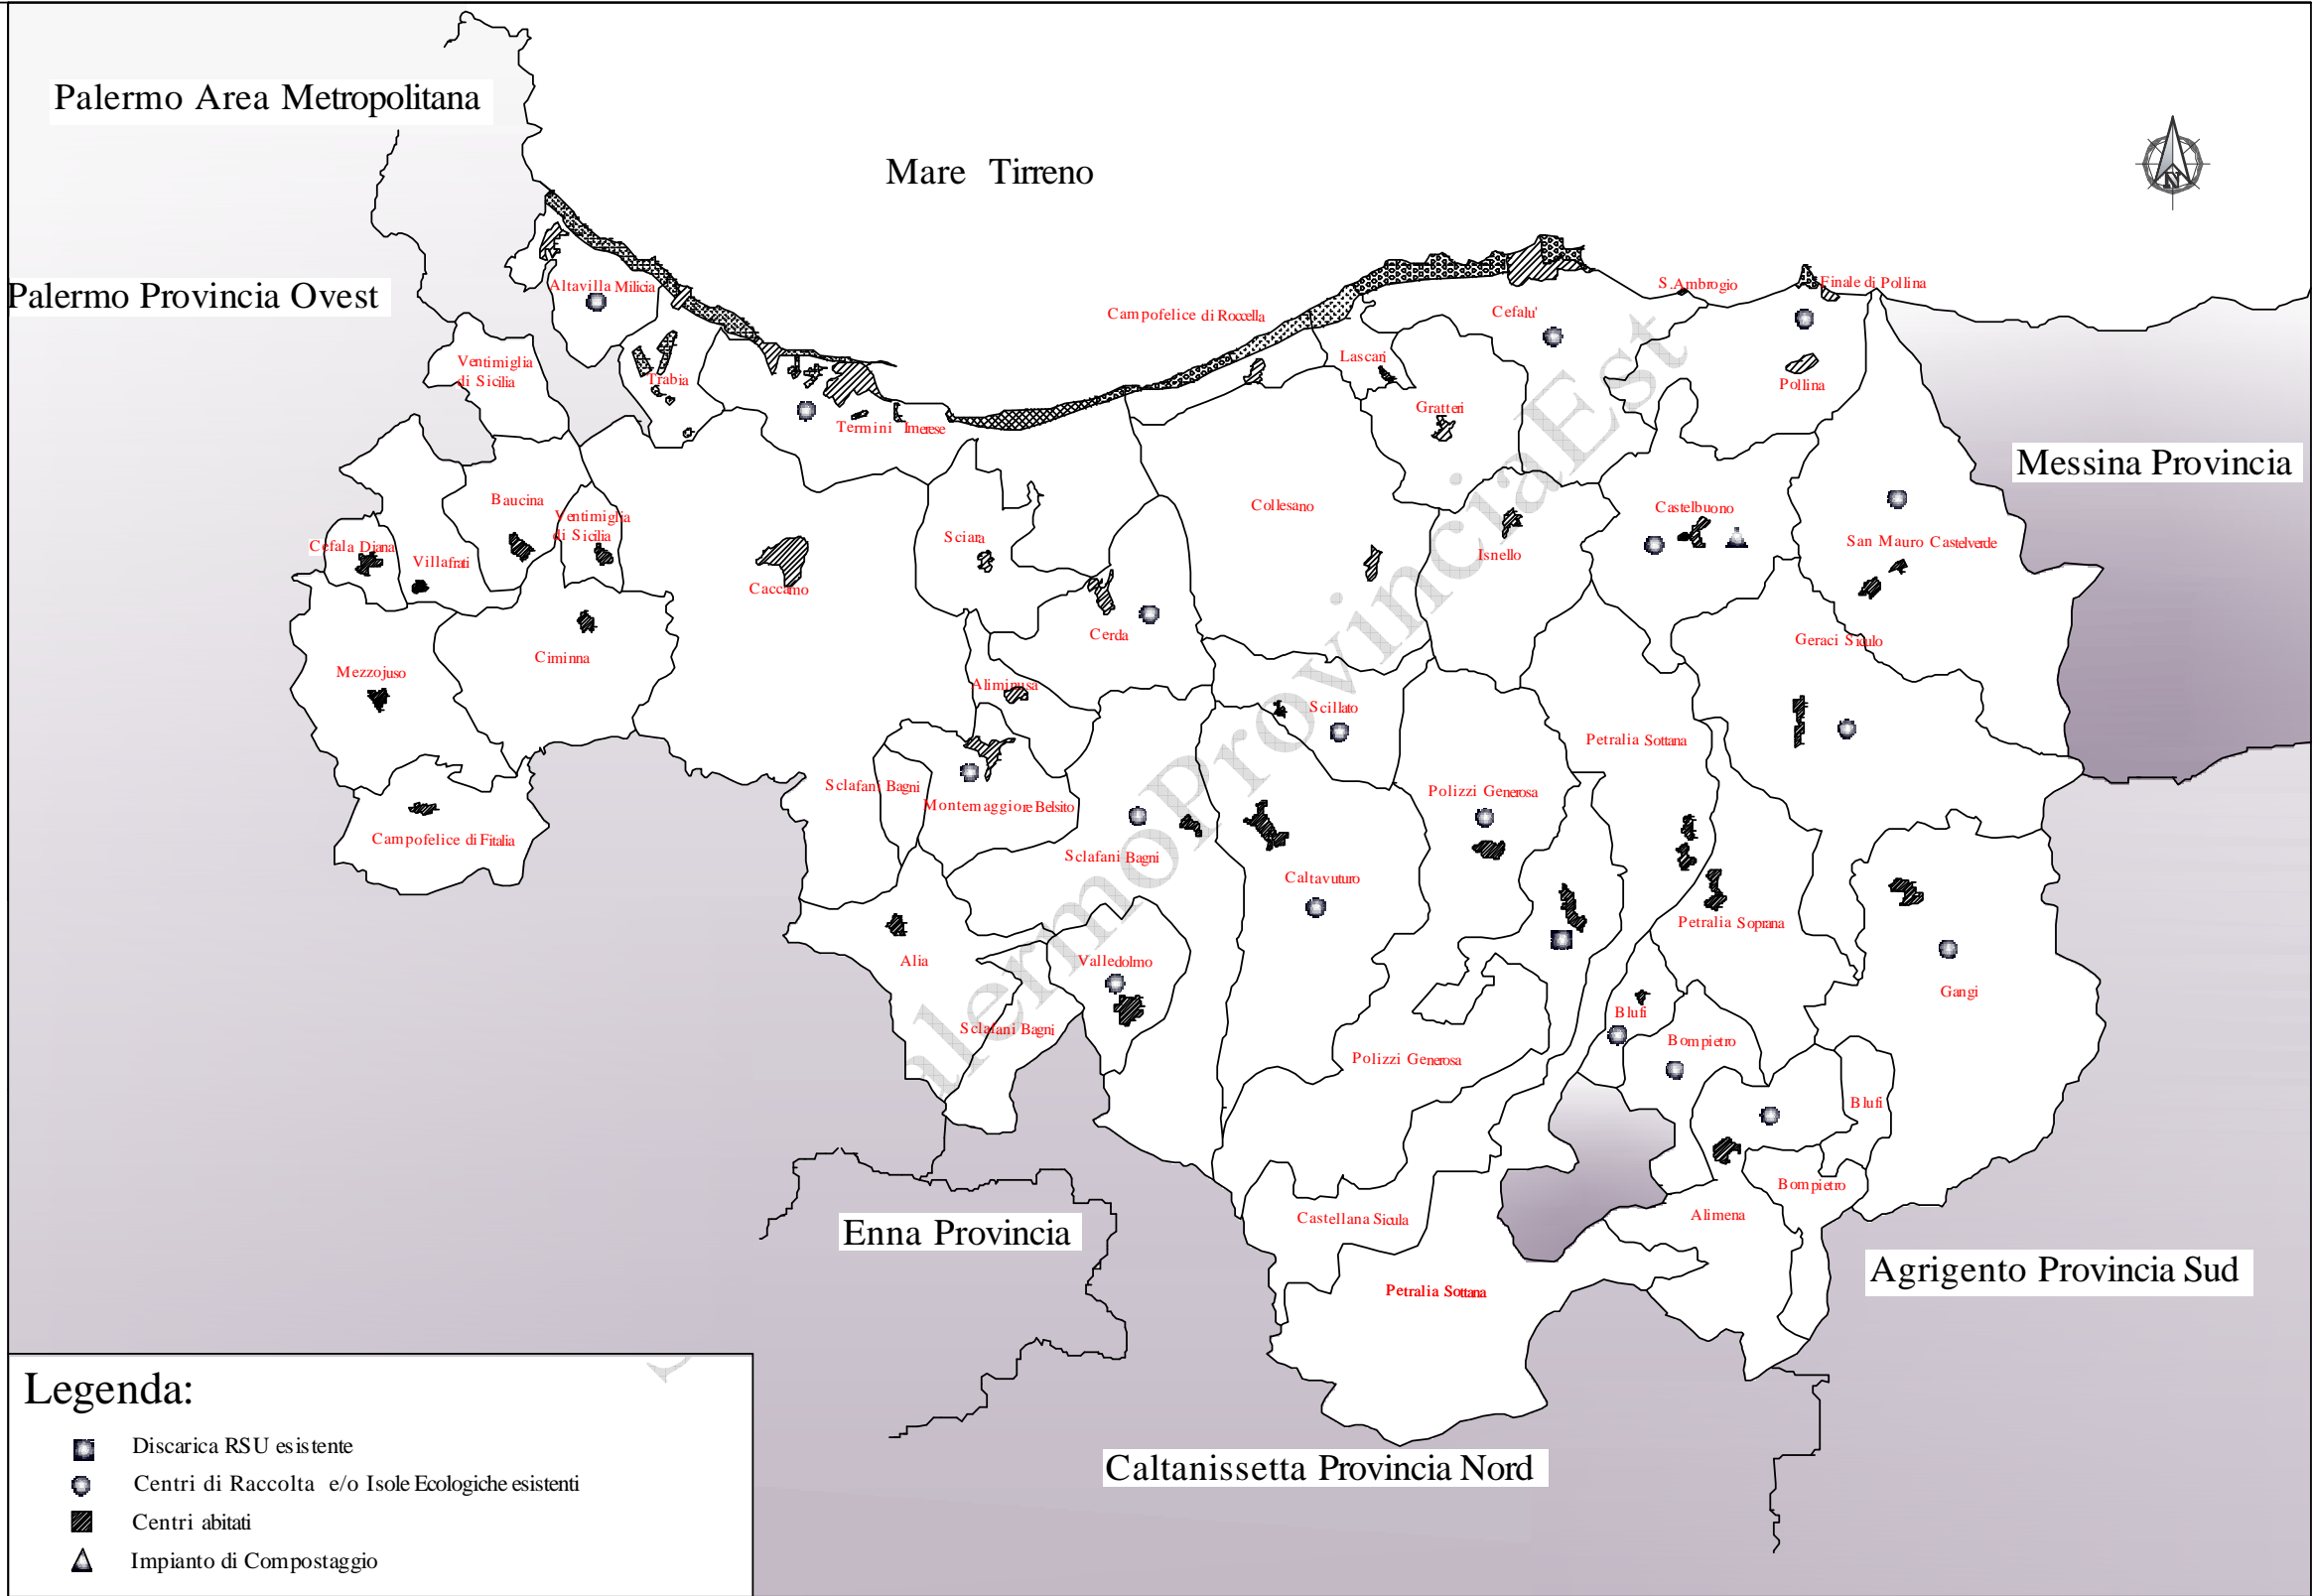 Palermo Area Metropolitana
Mare Tirreno
Palermo Provincia Ovest
Altavilla Milicia
S.Ambrogio
Finale di Pollina
Campofelice di Roccella
Cefalu'
Ventimiglia
di Sicilia
Lascari
Trabia
Pollina
Gratteri
Termini Imerese
Messina Provincia
Baucina
Collesano
Castelbuono
Ventimiglia
di Sicilia
Sciara
San Mauro Castelverde
Cefala Diana
Villafrati
Isnello
Caccamo
Cerda
Geraci Siculo
Ciminna
Mezzojuso
Aliminusa
Scillato
Petralia Sottana
Sclafani Bagni
Polizzi Generosa
Montemaggiore Belsito
Campofelice di Fitalia
Sclafani Bagni
Caltavuturo
Petralia Soprana
Alia
Valledolmo
Gangi
Blufi
Sclafani Bagni
Bompietro
Polizzi Generosa
Blufi
Bompietro
Castellana Sicula
Alimena
Enna Provincia
Agrigento Provincia Sud
Petralia Sottana
Caltanissetta Provincia Nord
PalermoProvinciaEst
N
Legenda:
Discarica RSU esistente
Centri di Raccolta e/o Isole Ecologiche esistenti
Centri abitati
Impianto di Compostaggio